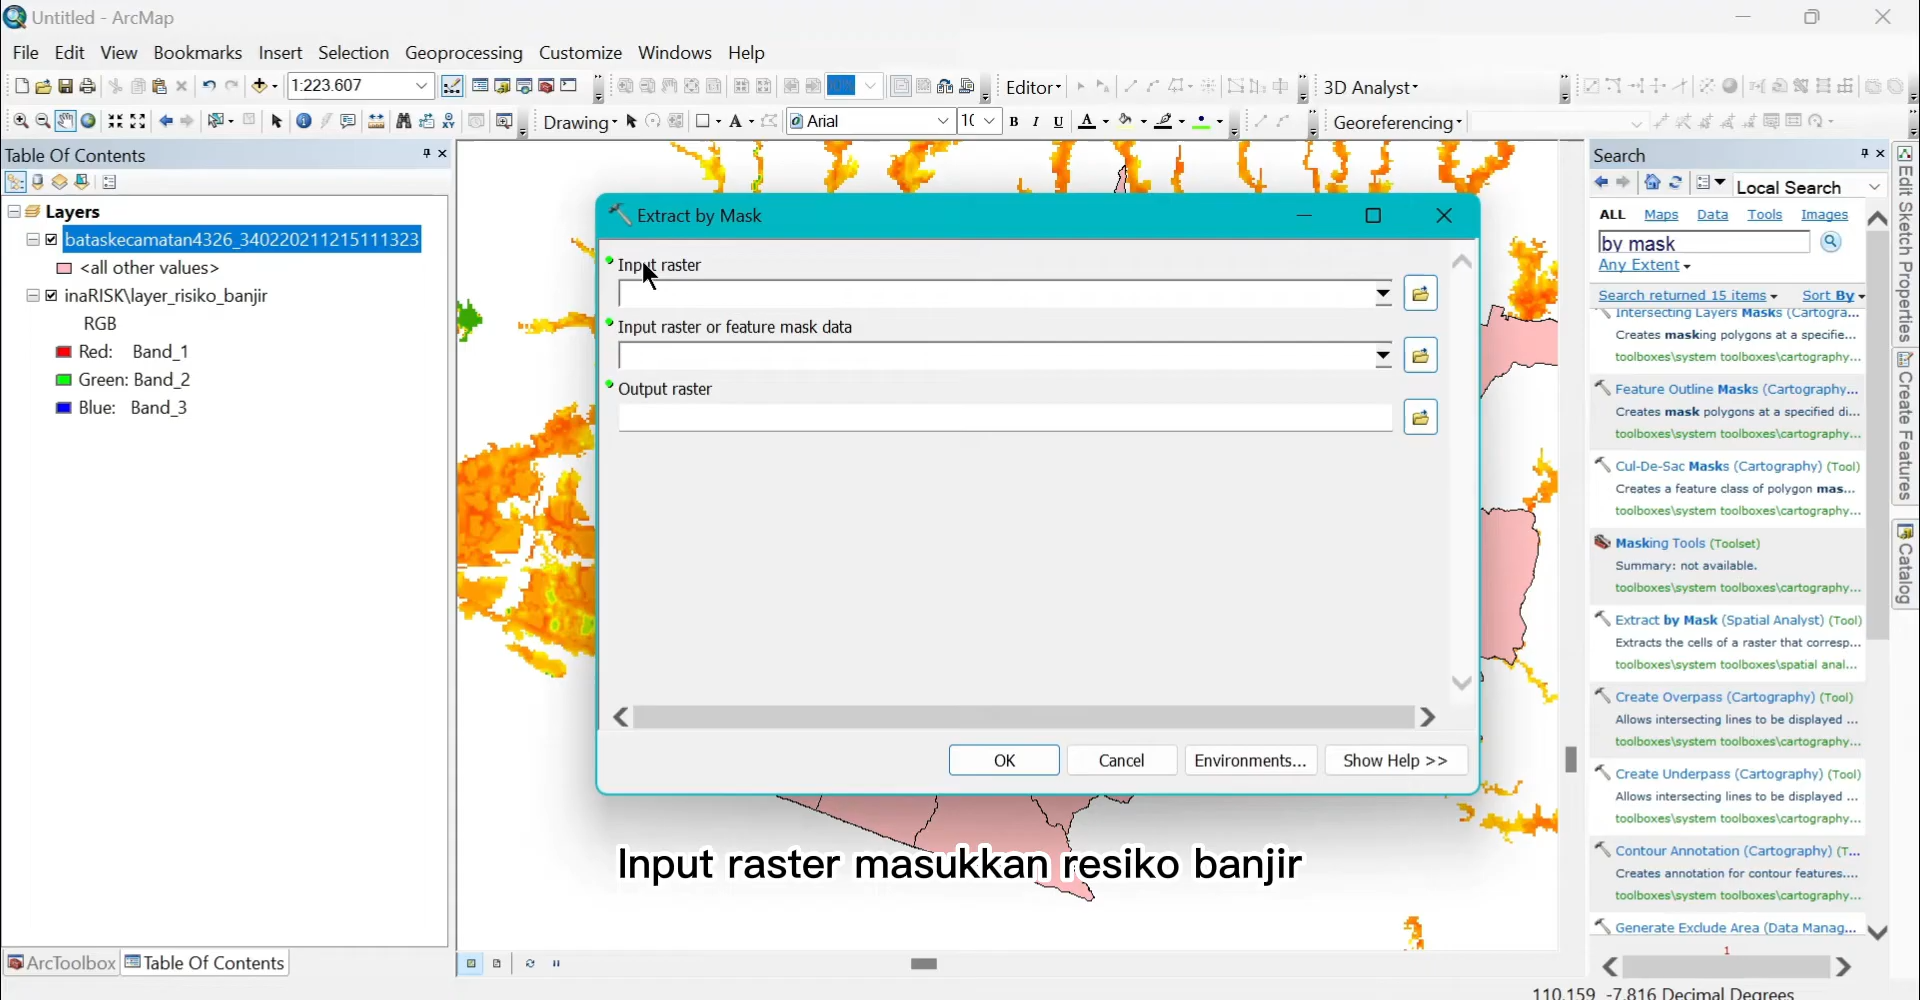 Untitled - ArcMap
File Edit View Bookmarks Insert Selection Geoprocessing Customize Windows Help
1:223.607
Editor
3D Analyst
Drawing
Arial
10
B I U
A
Georeferencing
Table Of Contents
Layers
bataskecamatan4326_340220211215111323
<all other values>
inaRISK\layer_risiko_banjir
RGB
Red: Band_1
Green: Band_2
Blue: Band_3
ArcToolbox
Table Of Contents
Extract by Mask
Input raster
Input raster or feature mask data
Output raster
OK
Cancel
Environments...
Show Help >>
Input raster masukkan resiko banjir
Search
Local Search
ALL Maps Data Tools Images
by mask
Any Extent
Search returned 15 items
Sort By
Intersecting Layers Masks (Cartogra...
Creates masking polygons at a specifie...
toolboxes\system toolboxes\cartography...
Feature Outline Masks (Cartography...
Creates mask polygons at a specified di...
toolboxes\system toolboxes\cartography...
Cul-De-Sac Masks (Cartography) (Tool)
Creates a feature class of polygon mas...
toolboxes\system toolboxes\cartography...
Masking Tools (Toolset)
Summary: not available.
toolboxes\system toolboxes\cartography...
Extract by Mask (Spatial Analyst) (Tool)
Extracts the cells of a raster that corresp...
toolboxes\system toolboxes\spatial anal...
Create Overpass (Cartography) (Tool)
Allows intersecting lines to be displayed ...
toolboxes\system toolboxes\cartography...
Create Underpass (Cartography) (Tool)
Allows intersecting lines to be displayed ...
toolboxes\system toolboxes\cartography...
Contour Annotation (Cartography) (T...
Creates annotation for contour features....
toolboxes\system toolboxes\cartography...
Generate Exclude Area (Data Manag...
1
Edit Sketch Properties
Create Features
Catalog
110,159 -7,816 Decimal Degrees